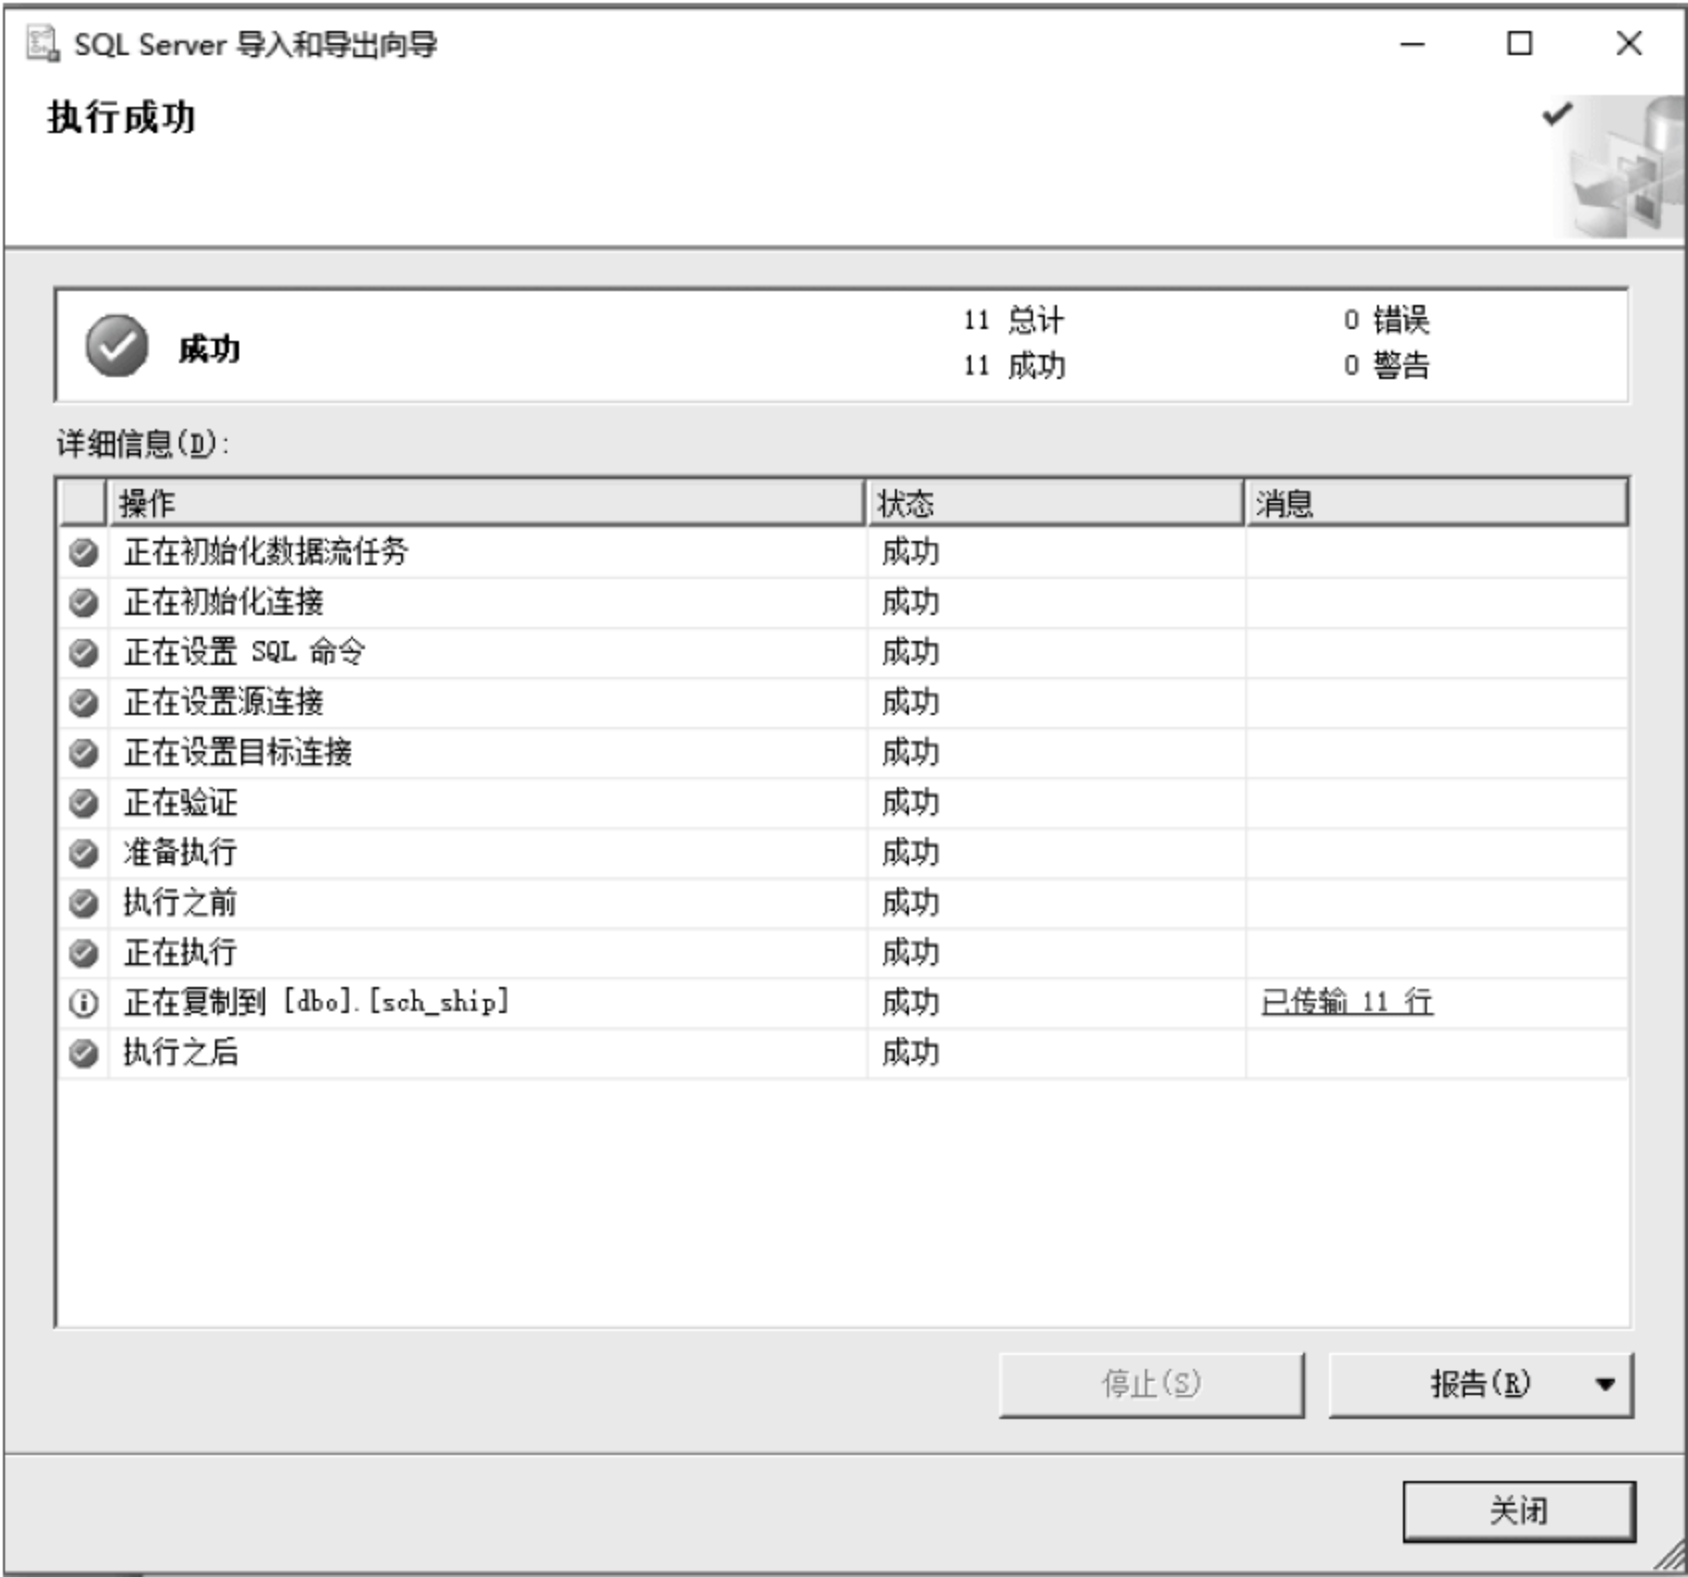 SQL Server 导入和导出向导
执行成功
成功
11 总计
0 错误
11 成功
0 警告
详细信息(D):
操作 状态 消息
正在初始化数据流任务 成功
正在初始化连接 成功
正在设置 SQL 命令 成功
正在设置源连接 成功
正在设置目标连接 成功
正在验证 成功
准备执行 成功
执行之前 成功
正在执行 成功
正在复制到 [dbo].[sch_ship] 成功 已传输 11 行
执行之后 成功
停止(S) 报告(R)
关闭